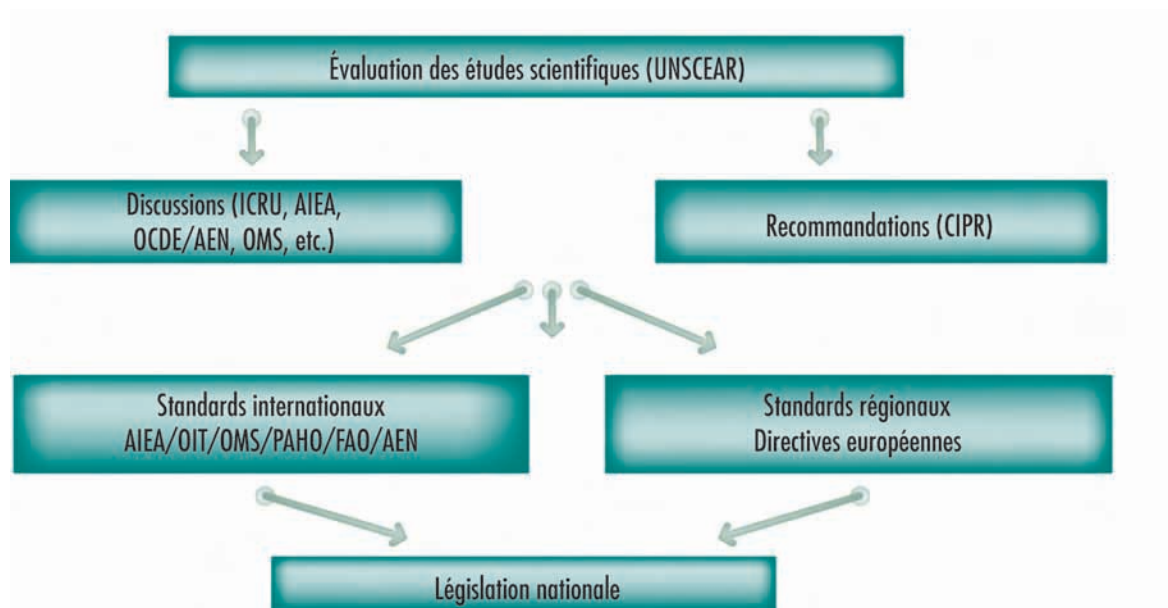 Évaluation des études scientifiques (UNSCEAR)
Discussions (ICRU, AIEA,
OCDE/AEN, OMS, etc.)
Recommandations (CIPR)
Standards internationaux
AIEA/OIT/OMS/PAHO/FAO/AEN
Standards régionaux
Directives européennes
Législation nationale